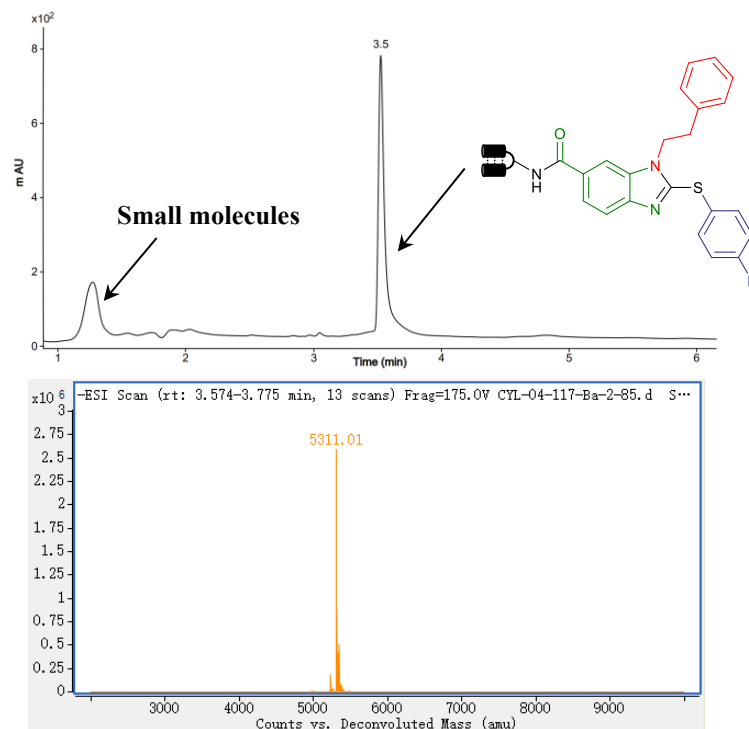 x10²
8
6
4
2
0
m AU
3.5
Small molecules
1
2
3
4
5
6
Time (min)
O
N
H
N
N
S
x10 6
-ESI Scan (rt: 3.574-3.775 min, 13 scans) Frag=175.0V CYL-04-117-Ba-2-85.d S…
3
2.75
2.5
2.25
2
1.75
1.5
1.25
1
0.75
0.5
0.25
0
5311.01
3000
4000
5000
6000
7000
8000
9000
Counts vs. Deconvoluted Mass (amu)